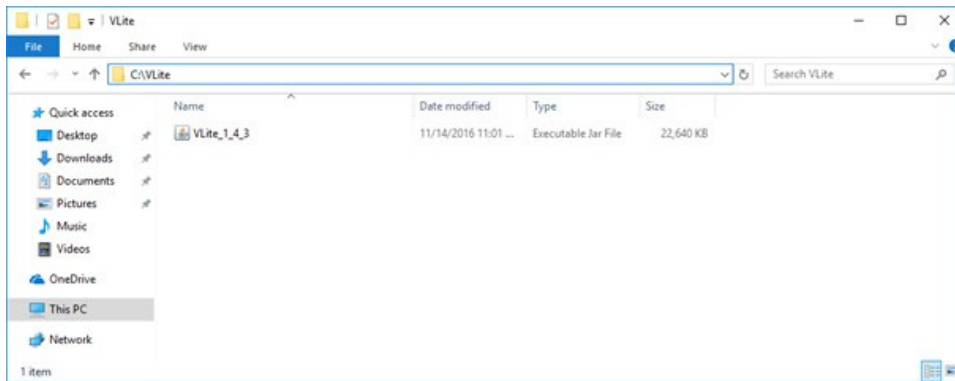 VLite
File Home Share View
C:\VLite Search VLite
Name Date modified Type Size
VLite_1_4_3 11/14/2016 11:01 ... Executable Jar File 22,640 KB
Quick access
Desktop
Downloads
Documents
Pictures
Music
Videos
OneDrive
This PC
Network
1 item